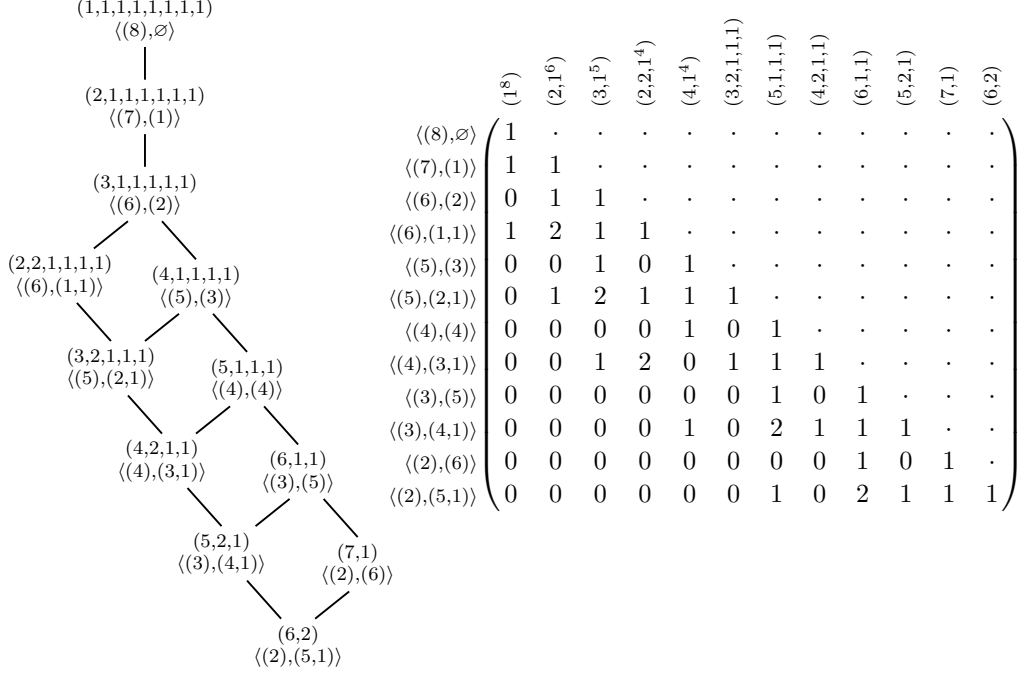 (1,1,1,1,1,1,1,1)
⟨(8),∅⟩
(2,1,1,1,1,1,1)
⟨(7),(1)⟩
(3,1,1,1,1,1)
⟨(6),(2)⟩
(2,2,1,1,1,1)
⟨(6),(1,1)⟩
(4,1,1,1,1)
⟨(5),(3)⟩
(3,2,1,1,1)
⟨(5),(2,1)⟩
(5,1,1,1)
⟨(4),(4)⟩
(4,2,1,1)
⟨(4),(3,1)⟩
(6,1,1)
⟨(3),(5)⟩
(5,2,1)
⟨(3),(4,1)⟩
(7,1)
⟨(2),(6)⟩
(6,2)
⟨(2),(5,1)⟩
(1⁸) (2,1⁶) (3,1⁵) (2,2,1⁴) (4,1⁴) (3,2,1,1,1) (5,1,1,1) (4,2,1,1) (6,1,1) (5,2,1) (7,1) (6,2)
⟨(8),∅⟩ 1 · · · · · · · · · · ·
⟨(7),(1)⟩ 1 1 · · · · · · · · · ·
⟨(6),(2)⟩ 0 1 1 · · · · · · · · ·
⟨(6),(1,1)⟩ 1 2 1 1 · · · · · · · ·
⟨(5),(3)⟩ 0 0 1 0 1 · · · · · · ·
⟨(5),(2,1)⟩ 0 1 2 1 1 1 · · · · · ·
⟨(4),(4)⟩ 0 0 0 0 1 0 1 · · · · ·
⟨(4),(3,1)⟩ 0 0 1 2 0 1 1 1 · · · ·
⟨(3),(5)⟩ 0 0 0 0 0 0 1 0 1 · · ·
⟨(3),(4,1)⟩ 0 0 0 0 1 0 2 1 1 1 · ·
⟨(2),(6)⟩ 0 0 0 0 0 0 0 0 1 0 1 ·
⟨(2),(5,1)⟩ 0 0 0 0 0 0 1 0 2 1 1 1